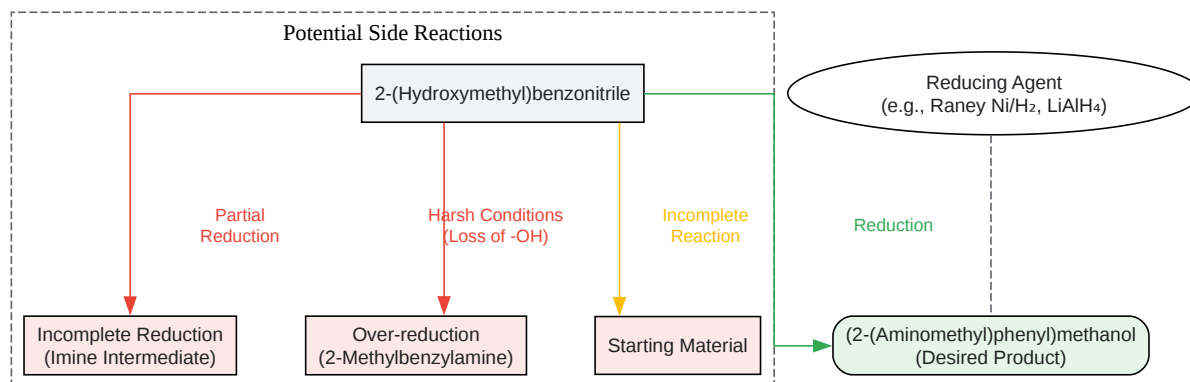 Potential Side Reactions
2-(Hydroxymethyl)benzonitrile
Reducing Agent
(e.g., Raney Ni/H₂, LiAlH₄)
Partial
Reduction
Harsh Conditions
(Loss of -OH)
Incomplete
Reaction
Reduction
Incomplete Reduction
(Imine Intermediate)
Over-reduction
(2-Methylbenzylamine)
Starting Material
(2-(Aminomethyl)phenyl)methanol
(Desired Product)